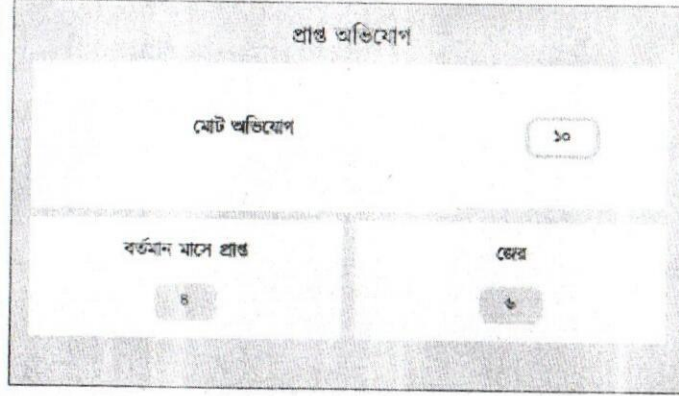 প্রাপ্ত অভিযোগ
মোট অভিযোগ ১০
বর্তমান মাসে প্রাপ্ত জের
৪ ৬